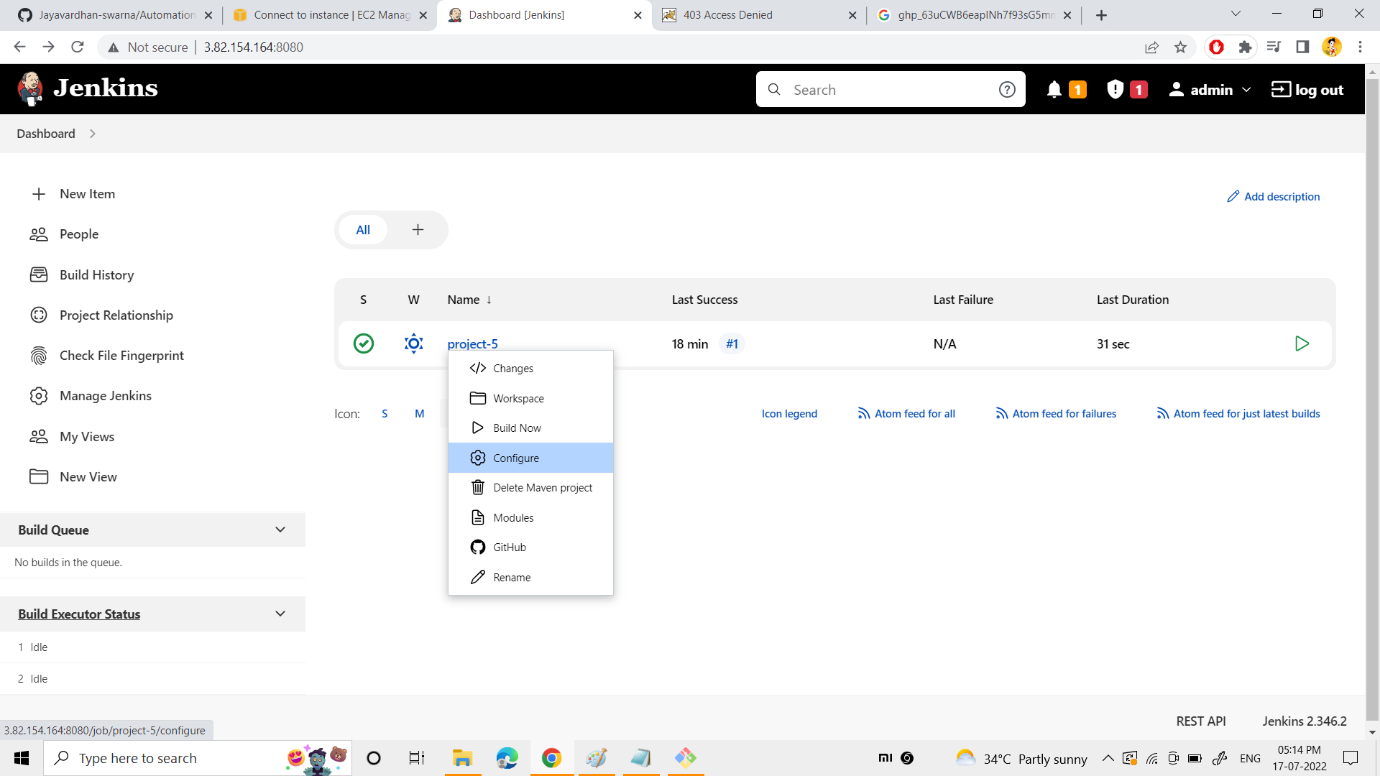 Jayavardhan-swarna/Automation
Connect to instance | EC2 Manag
Dashboard [Jenkins]
403 Access Denied
Not secure
3.82.154.164:8080
Jenkins
Search
1
1
admin
log out
Dashboard
New Item
People
Build History
Project Relationship
Check File Fingerprint
Manage Jenkins
My Views
New View
Build Queue
No builds in the queue.
Build Executor Status
1 Idle
2 Idle
Add description
All
+
S W Name ↓ Last Success Last Failure Last Duration
project-5 18 min #1 N/A 31 sec
Changes
Workspace
Build Now
Configure
Delete Maven project
Modules
GitHub
Rename
Icon: S M
Icon legend
Atom feed for all
Atom feed for failures
Atom feed for just latest builds
REST API
Jenkins 2.346.2
3.82.154.164:8080/job/project-5/configure
Type here to search
34°C Partly sunny
ENG
05:14 PM
17-07-2022